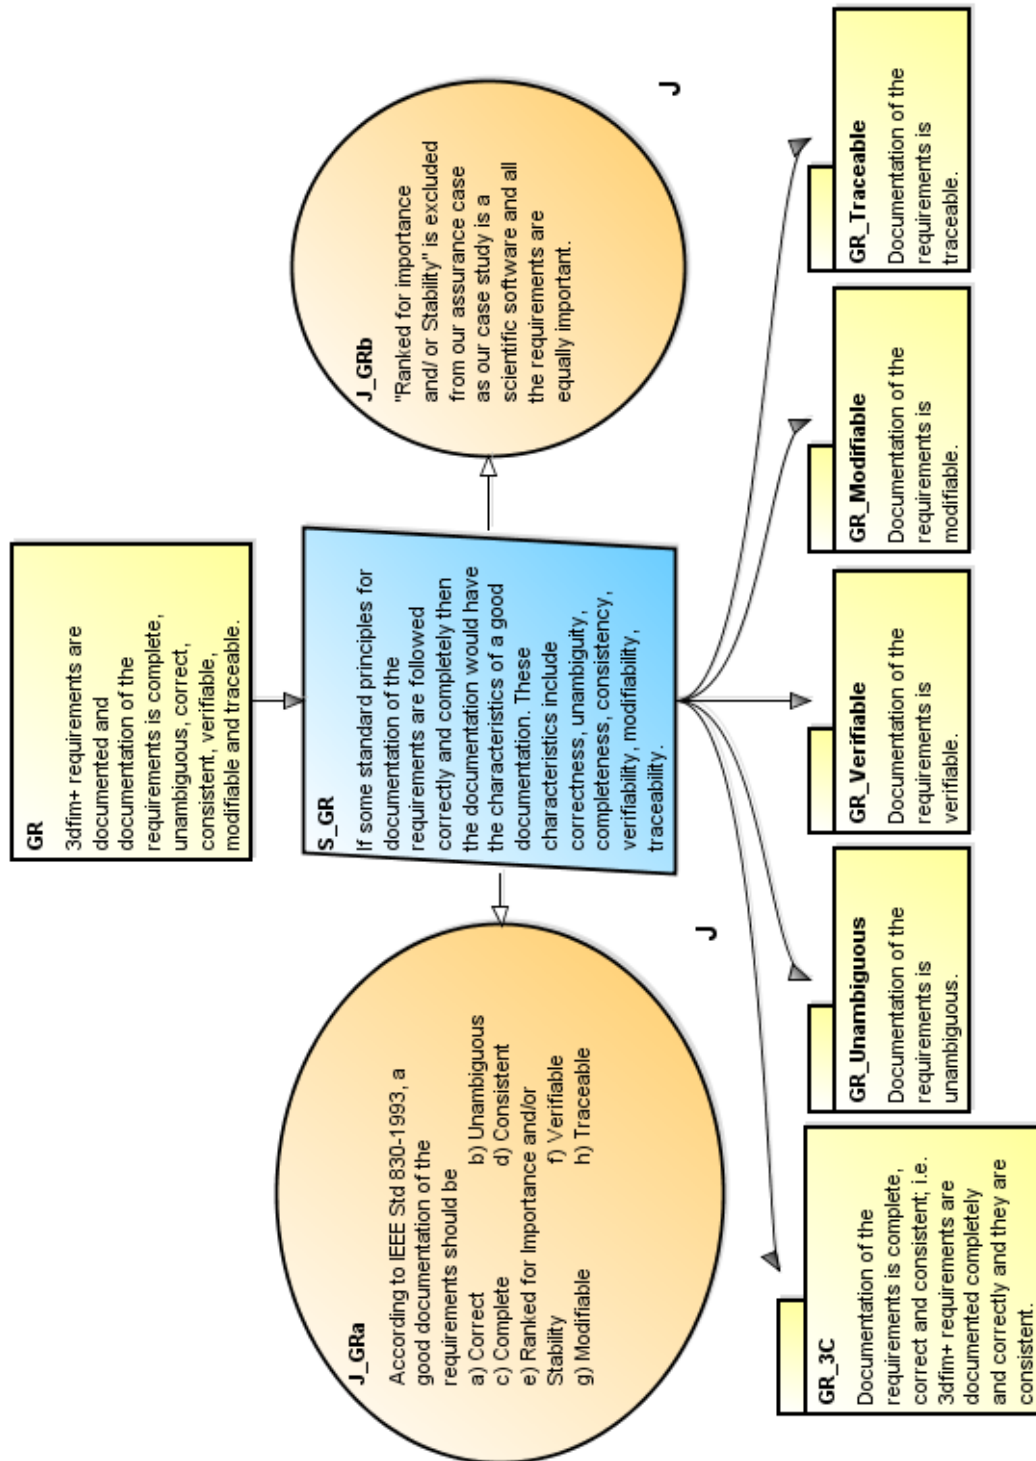 GR
3dfim+ requirements are
documented and
documentation of the
requirements is complete,
unambiguous, correct,
consistent, verifiable,
modifiable and traceable.
S_GR
If some standard principles for
documentation of the
requirements are followed
correctly and completely then
the documentation would have
the characteristics of a good
documentation. These
characteristics include
correctness, unambiguity,
completeness, consistency,
verifiability, modifiability,
traceability.
J_GRa
According to IEEE Std 830-1993, a
good documentation of the
requirements should be
a) Correct b) Unambiguous
c) Complete d) Consistent
e) Ranked for Importance and/or
Stability f) Verifiable
g) Modifiable h) Traceable
J
J_GRb
"Ranked for importance
and/ or Stability" is excluded
from our assurance case
as our case study is a
scientific software and all
the requirements are
equally important.
J
GR_3C
Documentation of the
requirements is complete,
correct and consistent; i.e.
3dfim+ requirements are
documented completely
and correctly and they are
consistent.
GR_Unambiguous
Documentation of the
requirements is
unambiguous.
GR_Verifiable
Documentation of the
requirements is
verifiable.
GR_Modifiable
Documentation of the
requirements is
modifiable.
GR_Traceable
Documentation of the
requirements is
traceable.